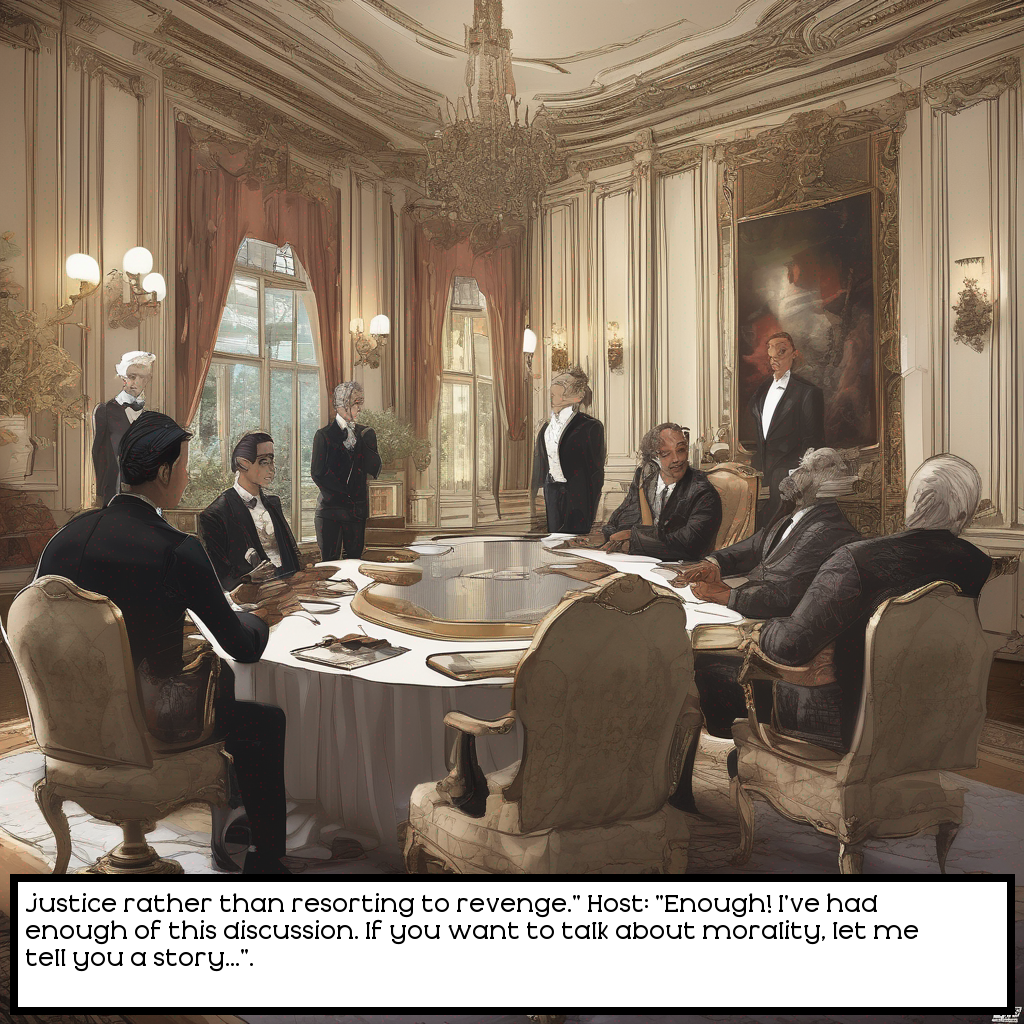 justice rather than resorting to revenge." Host: "Enough! I've had
enough of this discussion. If you want to talk about morality, let me
tell you a story...".